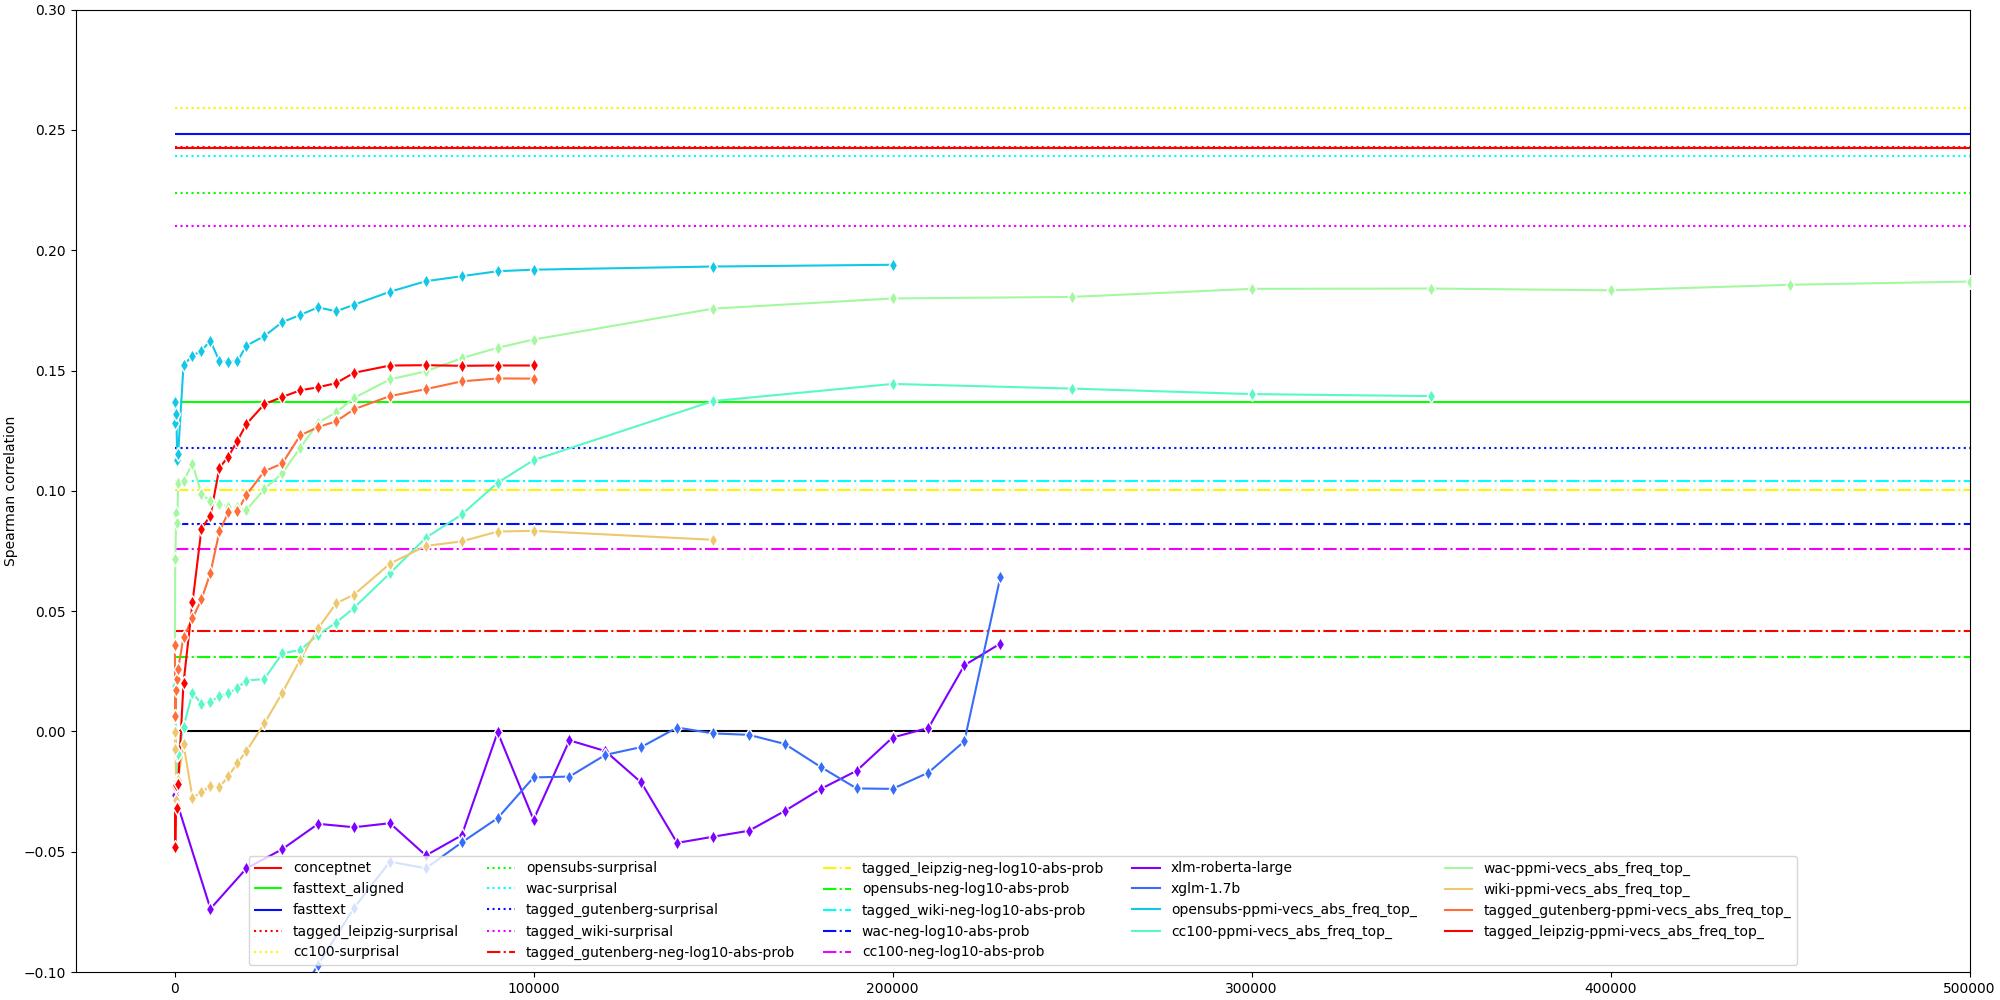 0.30
0.25
0.20
0.15
0.10
0.05
0.00
−0.05
−0.10
Spearman correlation
0
100000
200000
300000
400000
500000
conceptnet
fasttext_aligned
fasttext
tagged_leipzig-surprisal
cc100-surprisal
opensubs-surprisal
wac-surprisal
tagged_gutenberg-surprisal
tagged_wiki-surprisal
tagged_gutenberg-neg-log10-abs-prob
tagged_leipzig-neg-log10-abs-prob
opensubs-neg-log10-abs-prob
tagged_wiki-neg-log10-abs-prob
wac-neg-log10-abs-prob
cc100-neg-log10-abs-prob
xlm-roberta-large
xglm-1.7b
opensubs-ppmi-vecs_abs_freq_top_
cc100-ppmi-vecs_abs_freq_top_
wac-ppmi-vecs_abs_freq_top_
wiki-ppmi-vecs_abs_freq_top_
tagged_gutenberg-ppmi-vecs_abs_freq_top_
tagged_leipzig-ppmi-vecs_abs_freq_top_